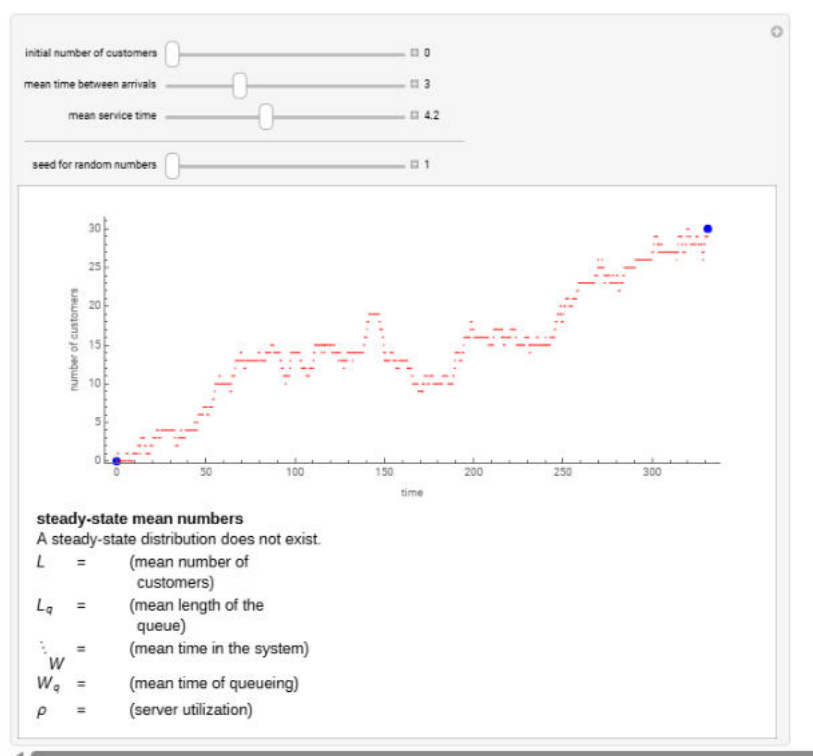 initial number of customers 0
mean time between arrivals 3
mean service time 4.2
seed for random numbers 1
30
25
20
15
10
5
0
number of customers
0 50 100 150 200 250 300
time
steady-state mean numbers
A steady-state distribution does not exist.
L = (mean number of
customers)
Lq = (mean length of the
queue)
W = (mean time in the system)
Wq = (mean time of queueing)
ρ = (server utilization)